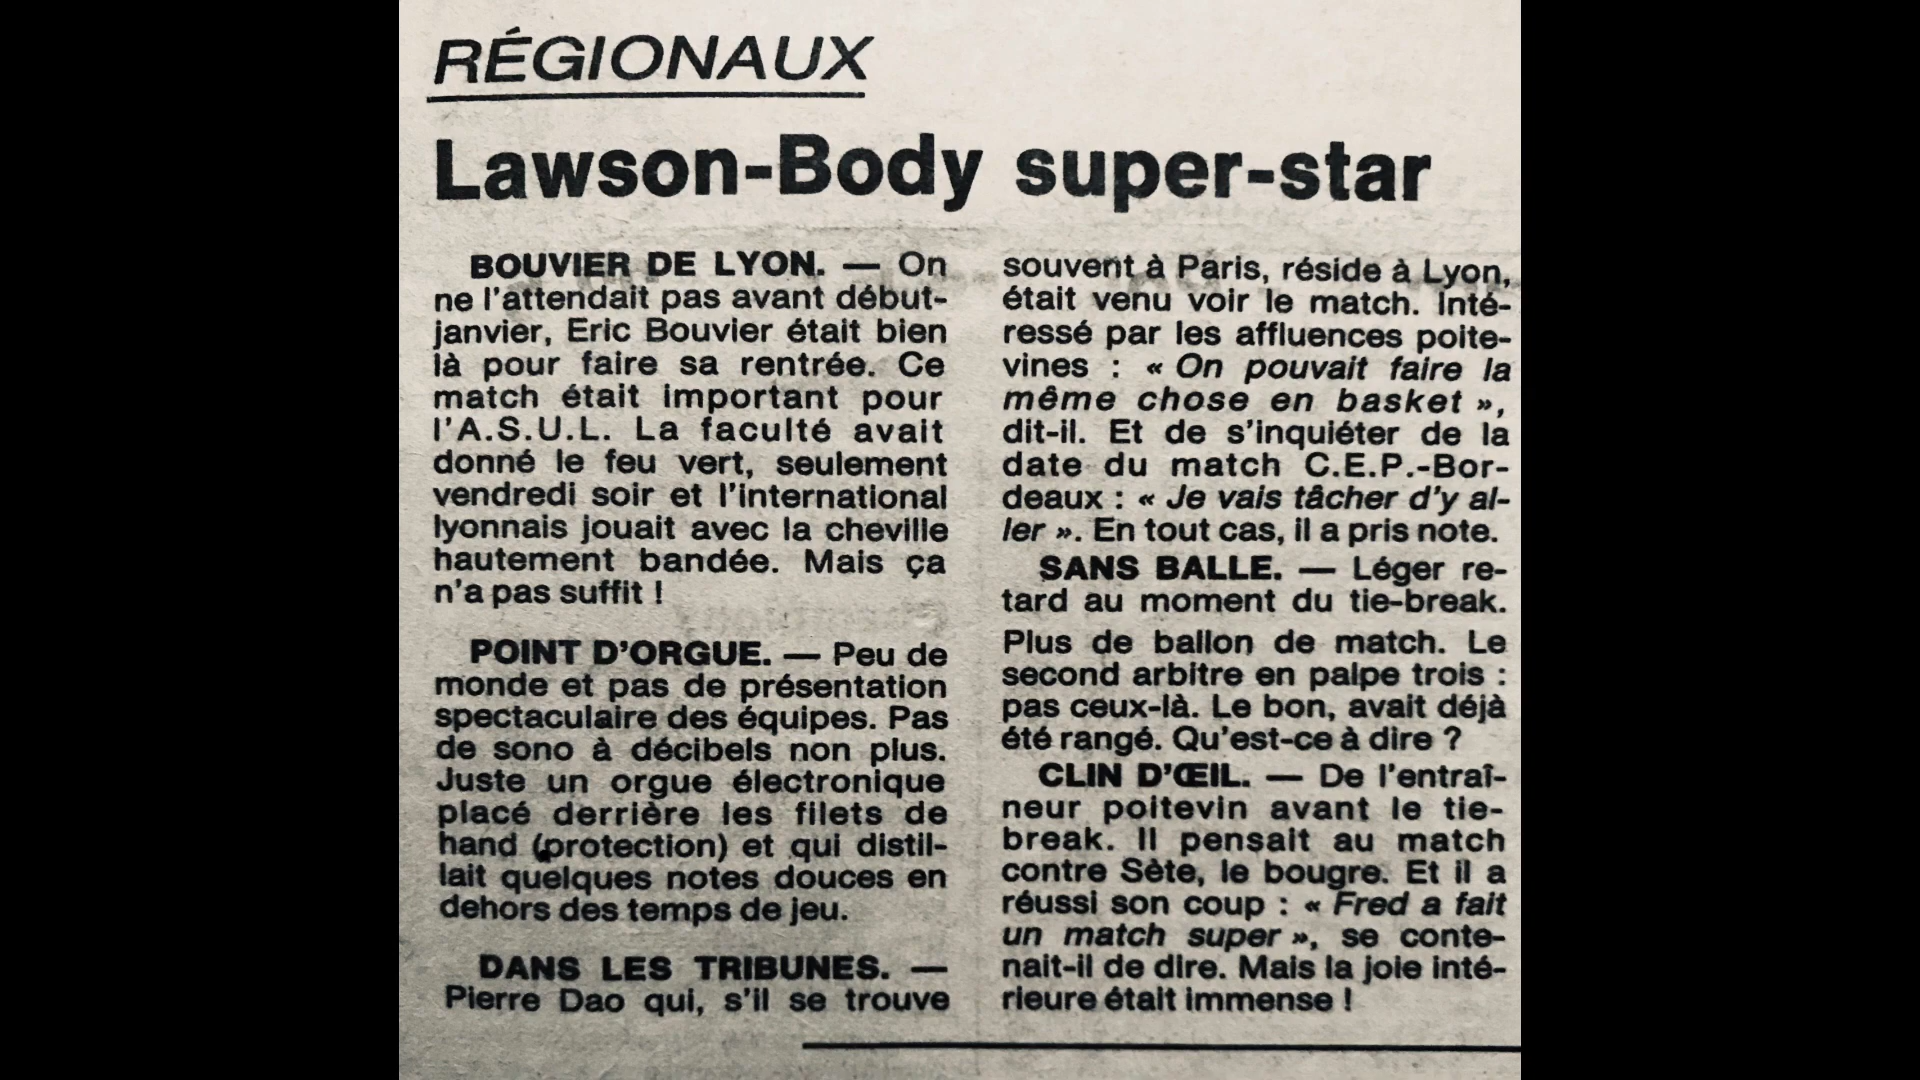 RÉGIONAUX
Lawson-Body super-star
BOUVIER DE LYON. — On
ne l'attendait pas avant début-
janvier, Eric Bouvier était bien
là pour faire sa rentrée. Ce
match était important pour
l'A.S.U.L. La faculté avait
donné le feu vert, seulement
vendredi soir et l'international
lyonnais jouait avec la cheville
hautement bandée. Mais ça
n'a pas suffit !
POINT D'ORGUE. — Peu de
monde et pas de présentation
spectaculaire des équipes. Pas
de sono à décibels non plus.
Juste un orgue électronique
placé derrière les filets de
hand (protection) et qui distil-
lait quelques notes douces en
dehors des temps de jeu.
DANS LES TRIBUNES. —
Pierre Dao qui, s'il se trouve
souvent à Paris, réside à Lyon,
était venu voir le match. Inté-
ressé par les affluences poite-
vines : « On pouvait faire la
même chose en basket »,
dit-il. Et de s'inquiéter de la
date du match C.E.P.-Bor-
deaux : « Je vais tâcher d'y al-
ler ». En tout cas, il a pris note.
SANS BALLE. — Léger re-
tard au moment du tie-break.
Plus de ballon de match. Le
second arbitre en palpe trois :
pas ceux-là. Le bon, avait déjà
été rangé. Qu'est-ce à dire ?
CLIN D'ŒIL. — De l'entraî-
neur poitevin avant le tie-
break. Il pensait au match
contre Sète, le bougre. Et il a
réussi son coup : « Fred a fait
un match super », se conte-
nait-il de dire. Mais la joie inté-
rieure était immense !